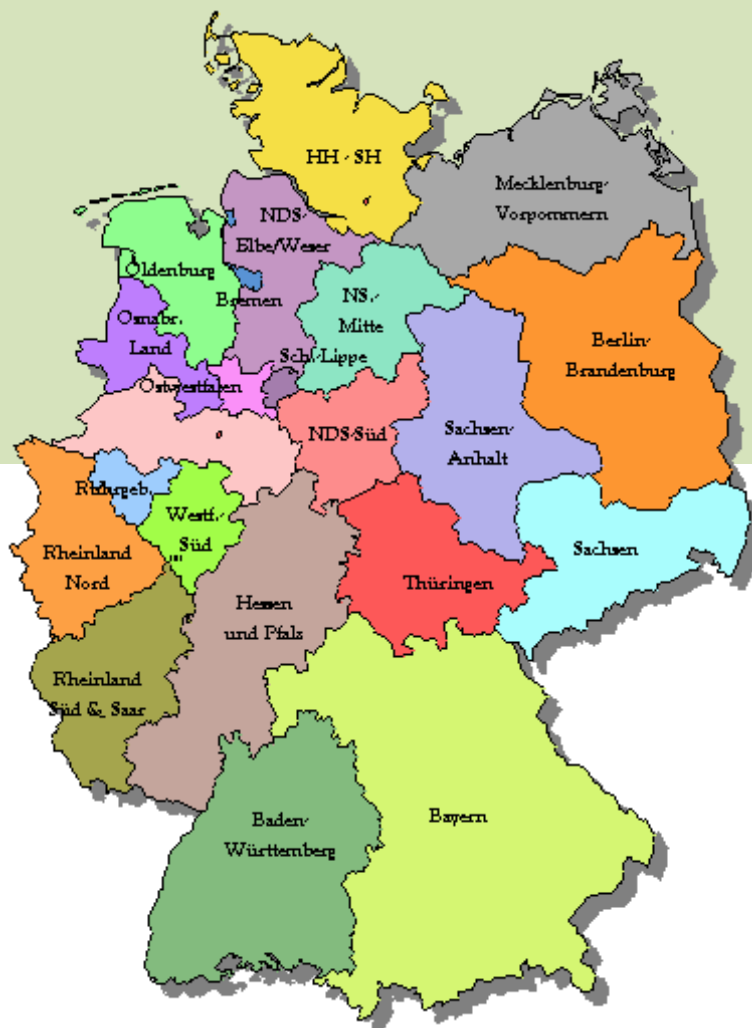 HH - SH
Mecklenburg-
Vorpommern
NDS-
Elbe/Weser
Oldenburg
Bremen
NS.-
Mitte
Osnabr.
Land
Berlin-
Brandenburg
Sch.-Lippe
Ostwestfalen
NDS-Süd
Sachsen-
Anhalt
Ruhrgeb.
Westf.-
Süd
Sachsen
Rheinland
Nord
Thüringen
Hessen
und Pfalz
Rheinland
Süd & Saar
Baden-
Württemberg
Bayern